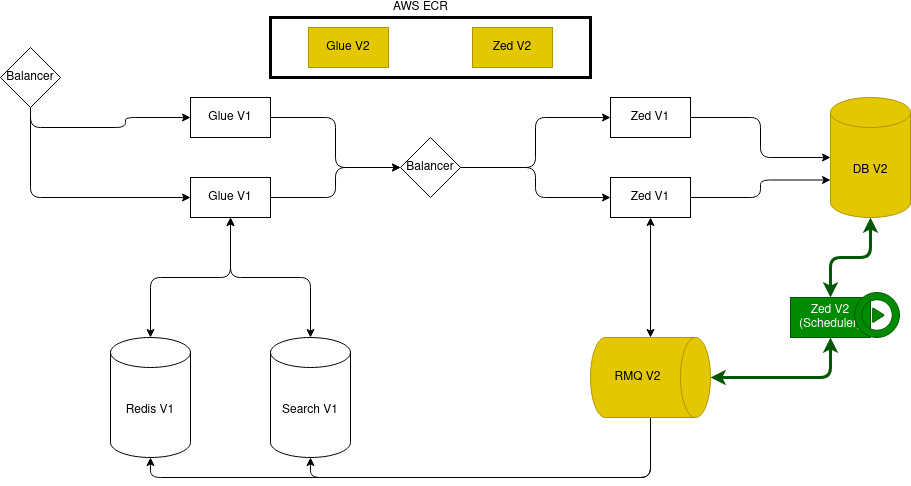 AWS ECR
Glue V2
Zed V2
Balancer
Glue V1
Zed V1
Balancer
DB V2
Glue V1
Zed V1
Zed V2
(Scheduler
RMQ V2
Redis V1
Search V1